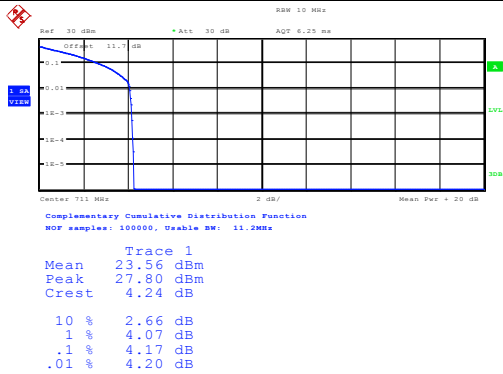 RBW 10 MHz
Ref 30 dBm * Att 30 dB AQT 6.25 ms
Offset 11.7 dB
0.1
A
0.01
1 SA
VIEW
1E-3
LVL
1E-4
1E-5
3DB
Center 711 MHz 2 dB/ Mean Pwr + 20 dB
Complementary Cumulative Distribution Function
NOF samples: 100000, Usable BW: 11.2MHz
Trace 1
Mean 23.56 dBm
Peak 27.80 dBm
Crest 4.24 dB
10 % 2.66 dB
1 % 4.07 dB
.1 % 4.17 dB
.01 % 4.20 dB